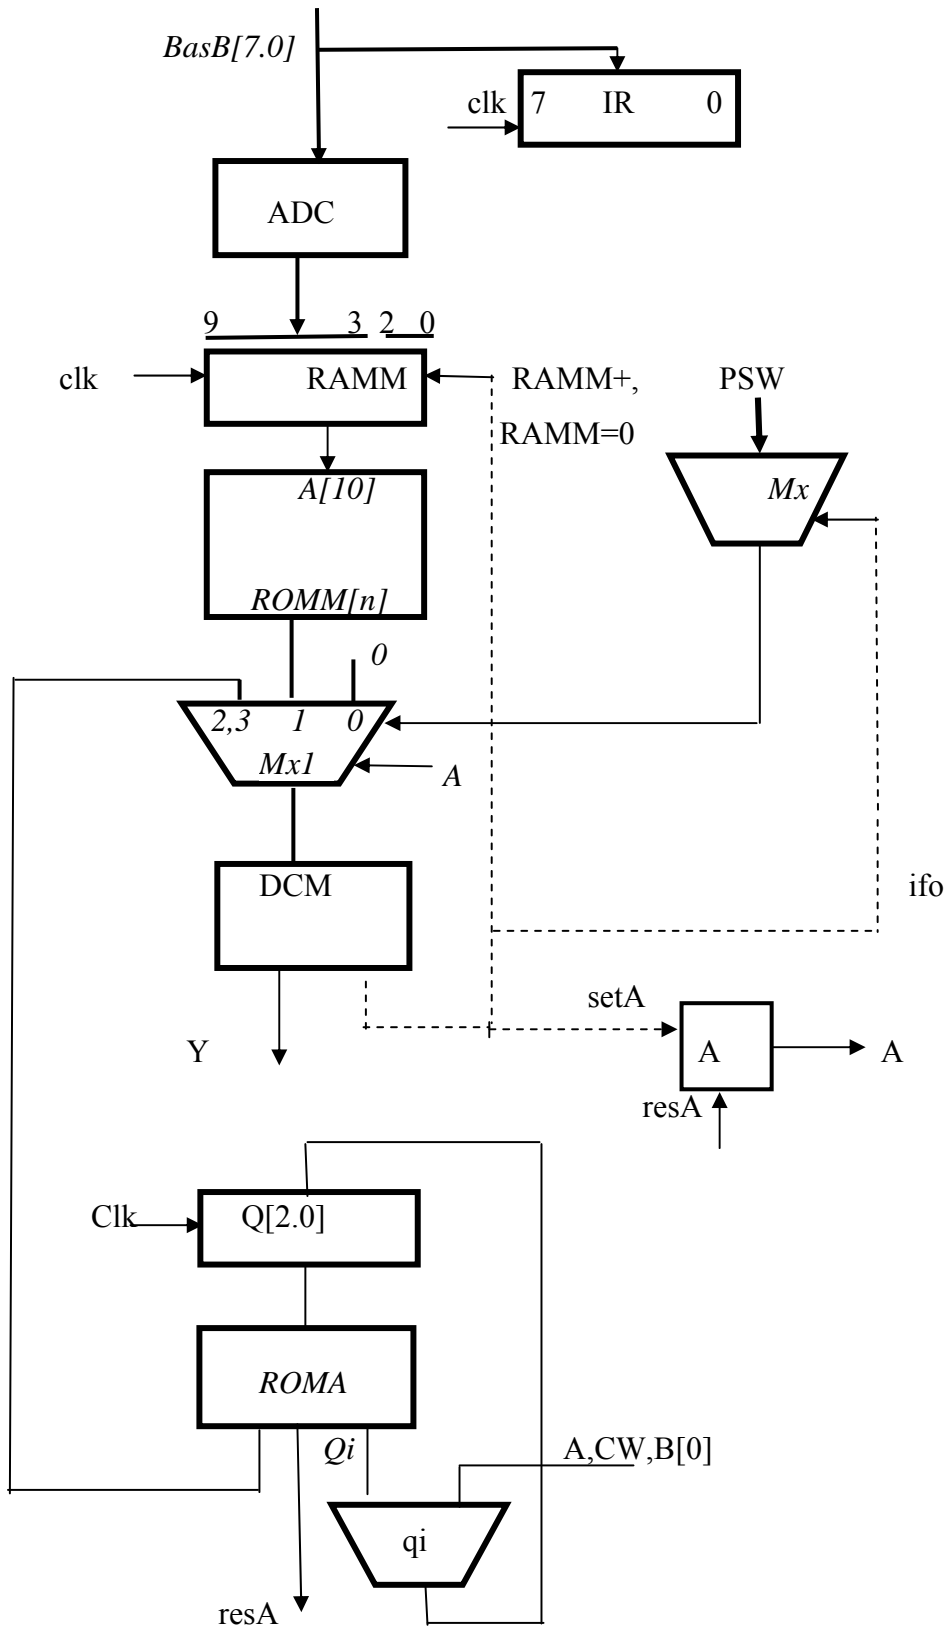 BasB[7.0]
clk
7 IR 0
ADC
9 3 2 0
clk
RAMM
RAMM+,
RAMM=0
PSW
A[10]
Mx
ROMM[n]
0
2,3 1 0
Mx1
A
DCM
ifo
setA
Y
A
A
resA
Clk
Q[2.0]
ROMA
Qi
A,CW,B[0]
qi
resA